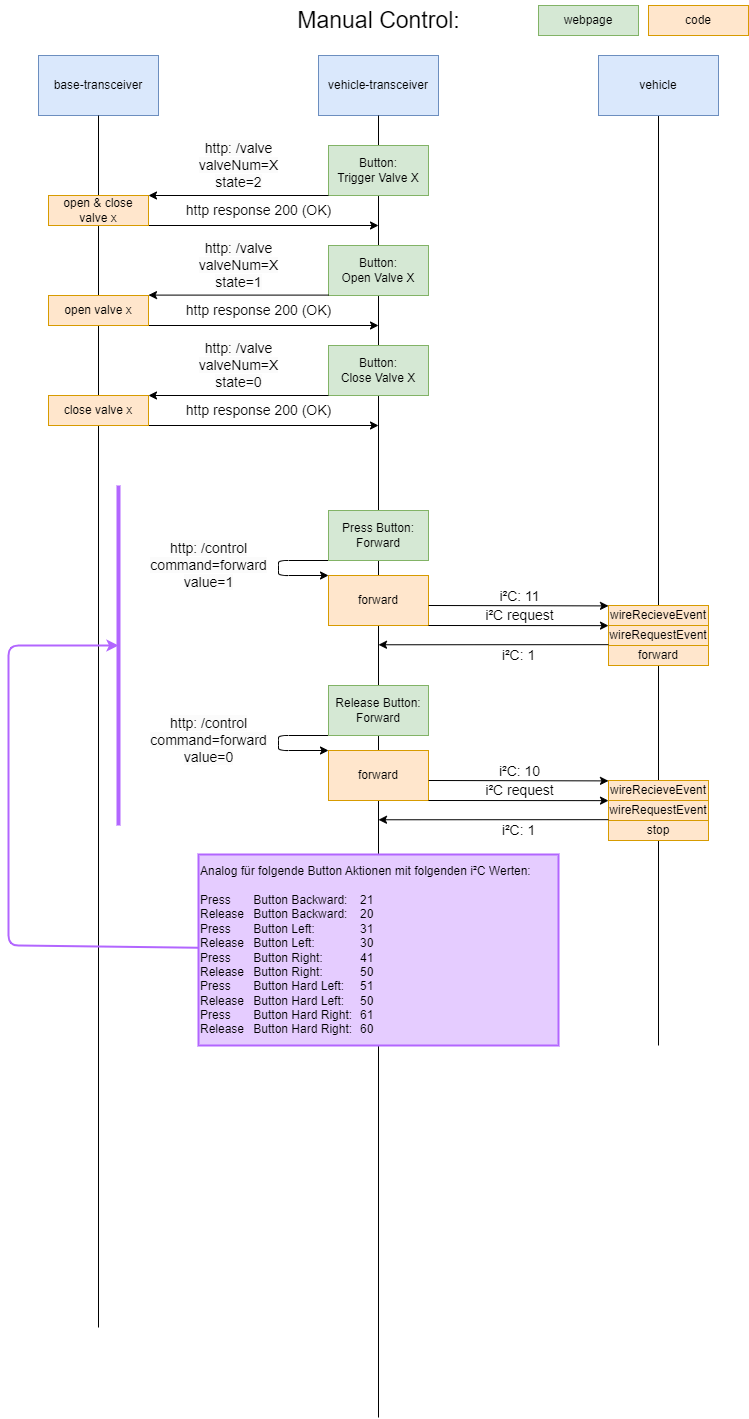 Manual Control:
webpage
code
base-transceiver
vehicle-transceiver
vehicle
http: /valve
valveNum=X
state=2
Button:
Trigger Valve X
open & close
valve x
http response 200 (OK)
http: /valve
valveNum=X
state=1
Button:
Open Valve X
open valve x
http response 200 (OK)
http: /valve
valveNum=X
state=0
Button:
Close Valve X
close valve x
http response 200 (OK)
Press Button:
Forward
http: /control
command=forward
value=1
forward
i²C: 11
i²C request
wireRecieveEvent
wireRequestEvent
forward
i²C: 1
Release Button:
Forward
http: /control
command=forward
value=0
forward
i²C: 10
i²C request
wireRecieveEvent
wireRequestEvent
stop
i²C: 1
Analog für folgende Button Aktionen mit folgenden i²C Werten:
Press Button Backward: 21
Release Button Backward: 20
Press Button Left: 31
Release Button Left: 30
Press Button Right: 41
Release Button Right: 50
Press Button Hard Left: 51
Release Button Hard Left: 50
Press Button Hard Right: 61
Release Button Hard Right: 60